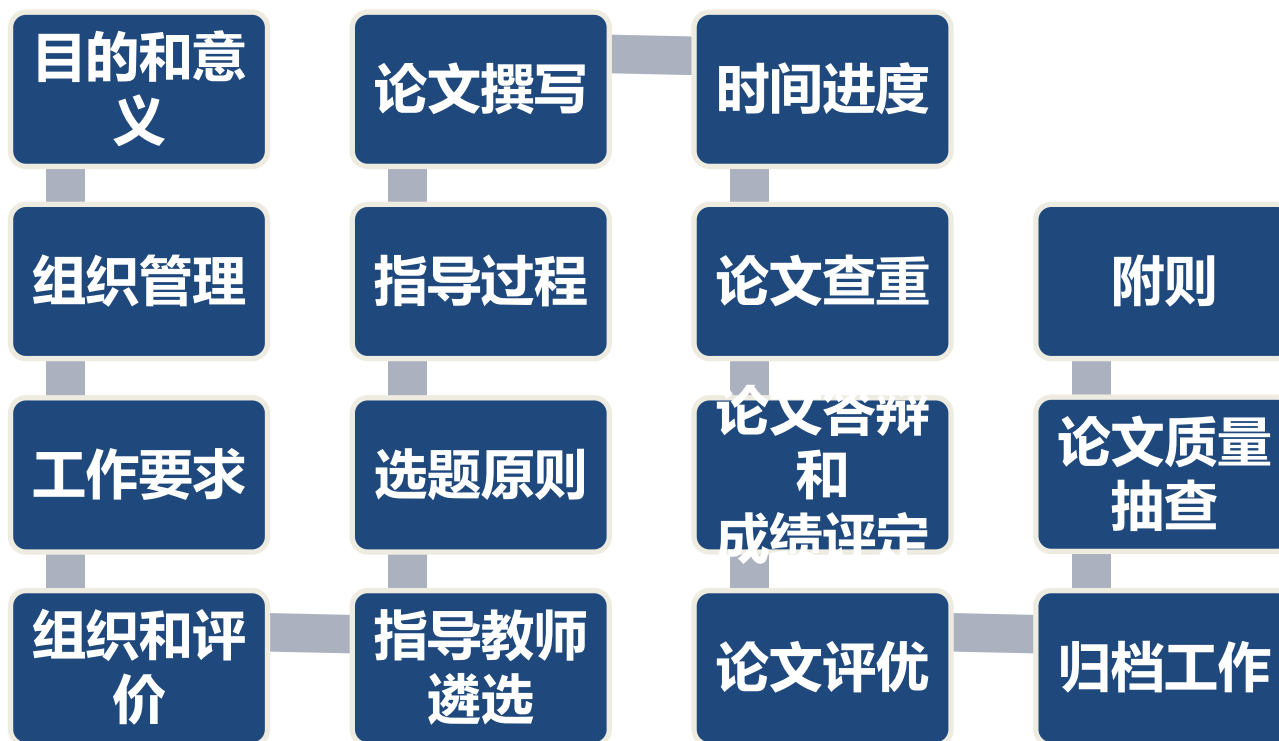 目的和意
义
组织管理
工作要求
组织和评
价
指导教师
遴选
选题原则
指导过程
论文撰写
时间进度
论文查重
论文答辩
和
成绩评定
论文评优
归档工作
论文质量
抽查
附则